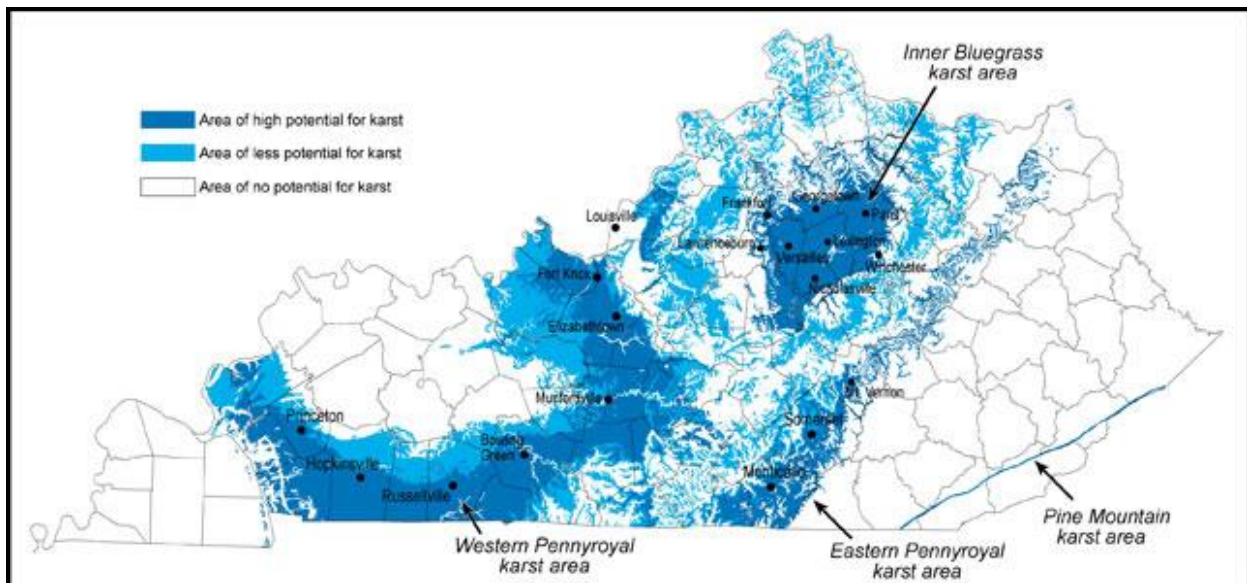 Inner Bluegrass
karst area
Area of high potential for karst
Area of less potential for karst
Area of no potential for karst
Louisville
Frankfort
Georgetown
Paris
Lawrenceburg
Versailles
Lexington
Winchester
Nicholasville
Fort Knox
Elizabethtown
Munfordville
Mt. Vernon
Somerset
Princeton
Bowling
Green
Hopkinsville
Russellville
Monticello
Western Pennyroyal
karst area
Eastern Pennyroyal
karst area
Pine Mountain
karst area